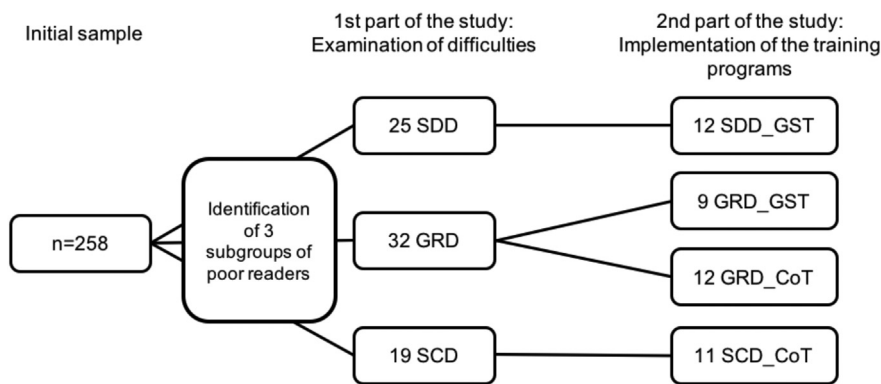 Initial sample
1st part of the study:
Examination of difficulties
2nd part of the study:
Implementation of the training
programs
n=258
Identification
of 3
subgroups of
poor readers
25 SDD
32 GRD
19 SCD
12 SDD_GST
9 GRD_GST
12 GRD_CoT
11 SCD_CoT